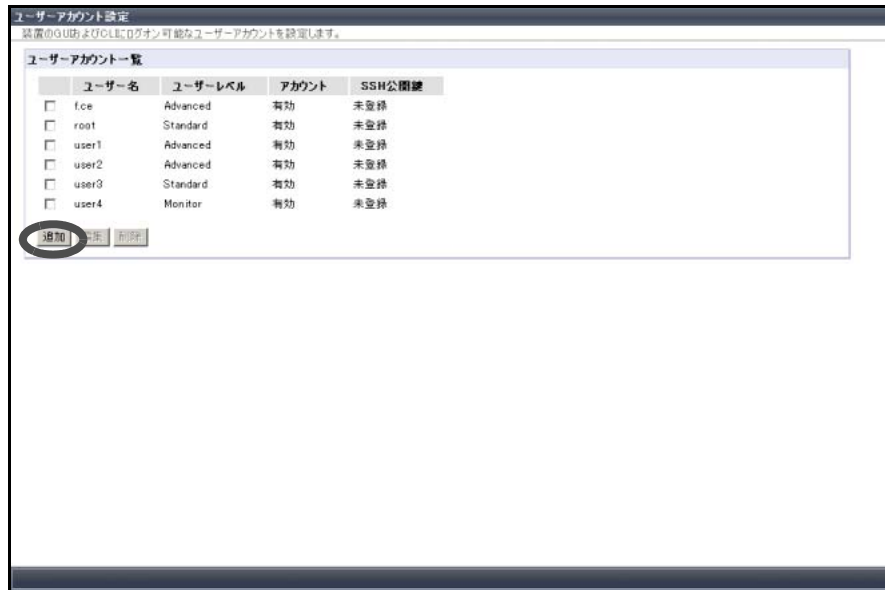 ユーザーアカウント設定
装置のGUIおよびCLIにログオン可能なユーザーアカウントを設定します。
ユーザーアカウント一覧
ユーザー名 ユーザーレベル アカウント SSH公開鍵
f.ce Advanced 有効 未登録
root Standard 有効 未登録
user1 Advanced 有効 未登録
user2 Advanced 有効 未登録
user3 Standard 有効 未登録
user4 Monitor 有効 未登録
追加 編集 削除